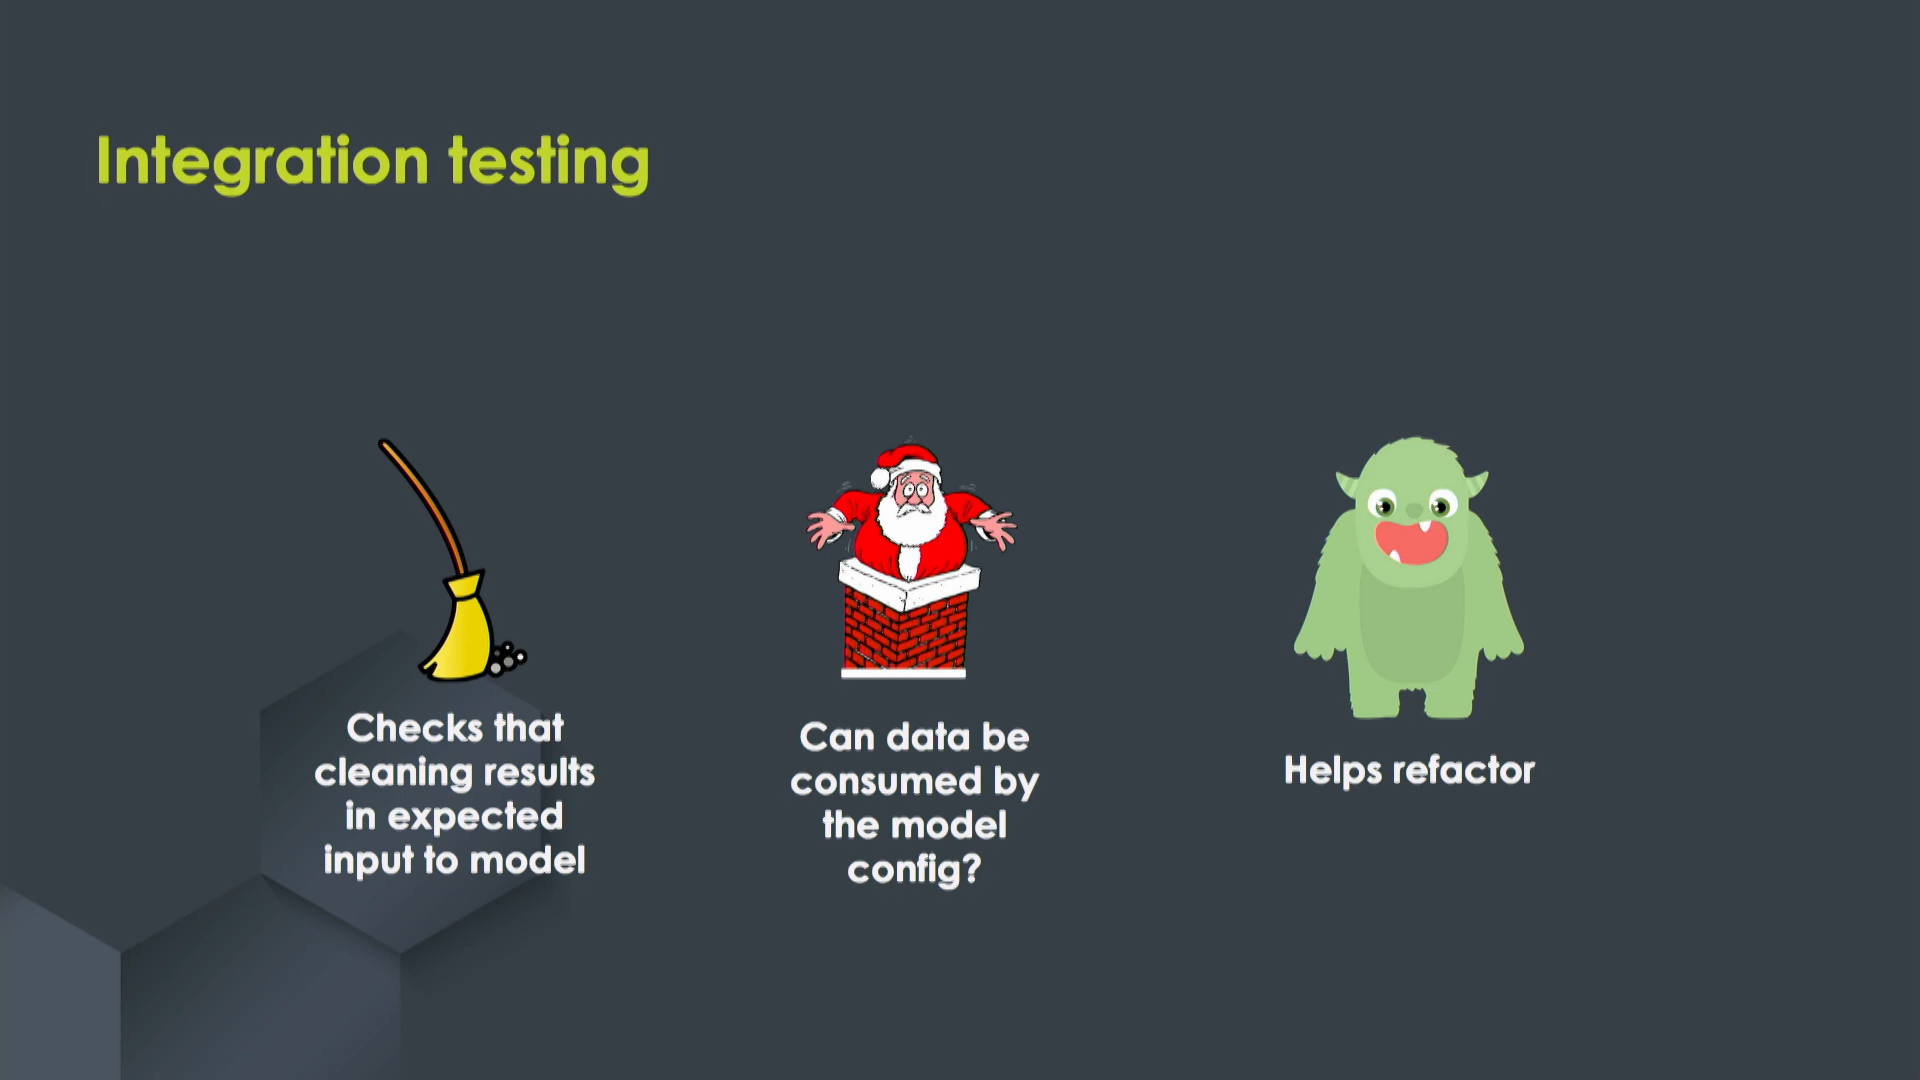 Integration testing
Checks that
cleaning results
in expected
input to model
Can data be
consumed by
the model
config?
Helps refactor